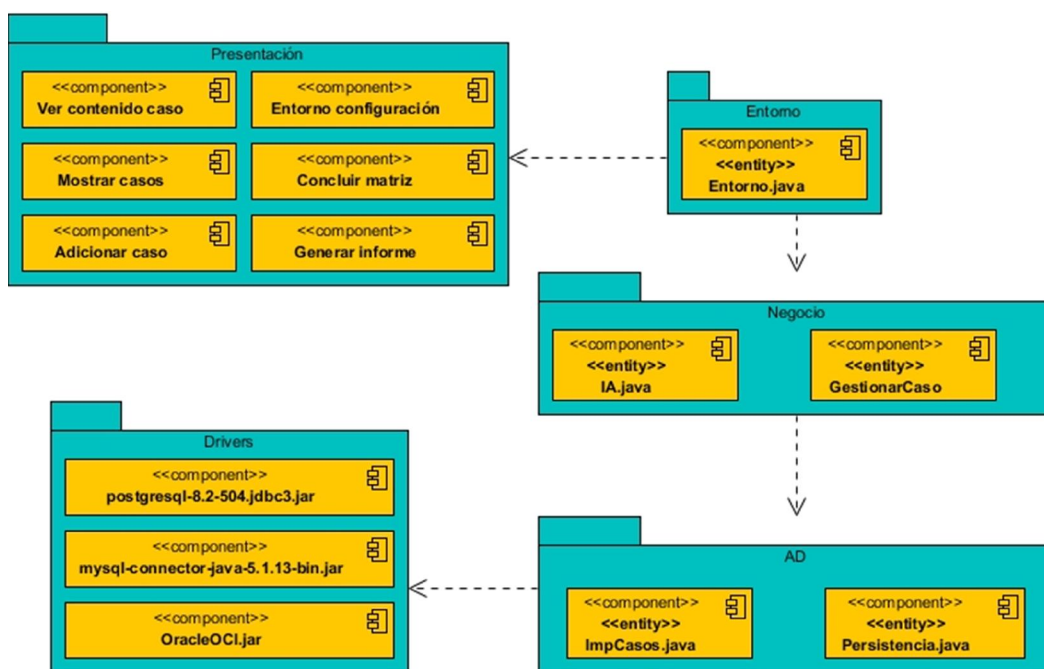 Presentación
<<component>>
Ver contenido caso
<<component>>
Entorno configuración
<<component>>
Mostrar casos
<<component>>
Concluir matriz
<<component>>
Adicionar caso
<<component>>
Generar informe
Entorno
<<component>>
<<entity>>
Entorno.java
Negocio
<<component>>
<<entity>>
IA.java
<<component>>
<<entity>>
GestionarCaso
Drivers
<<component>>
postgresql-8.2-504.jdbc3.jar
<<component>>
mysql-connector-java-5.1.13-bin.jar
<<component>>
OracleOCI.jar
AD
<<component>>
<<entity>>
ImpCasos.java
<<component>>
<<entity>>
Persistencia.java